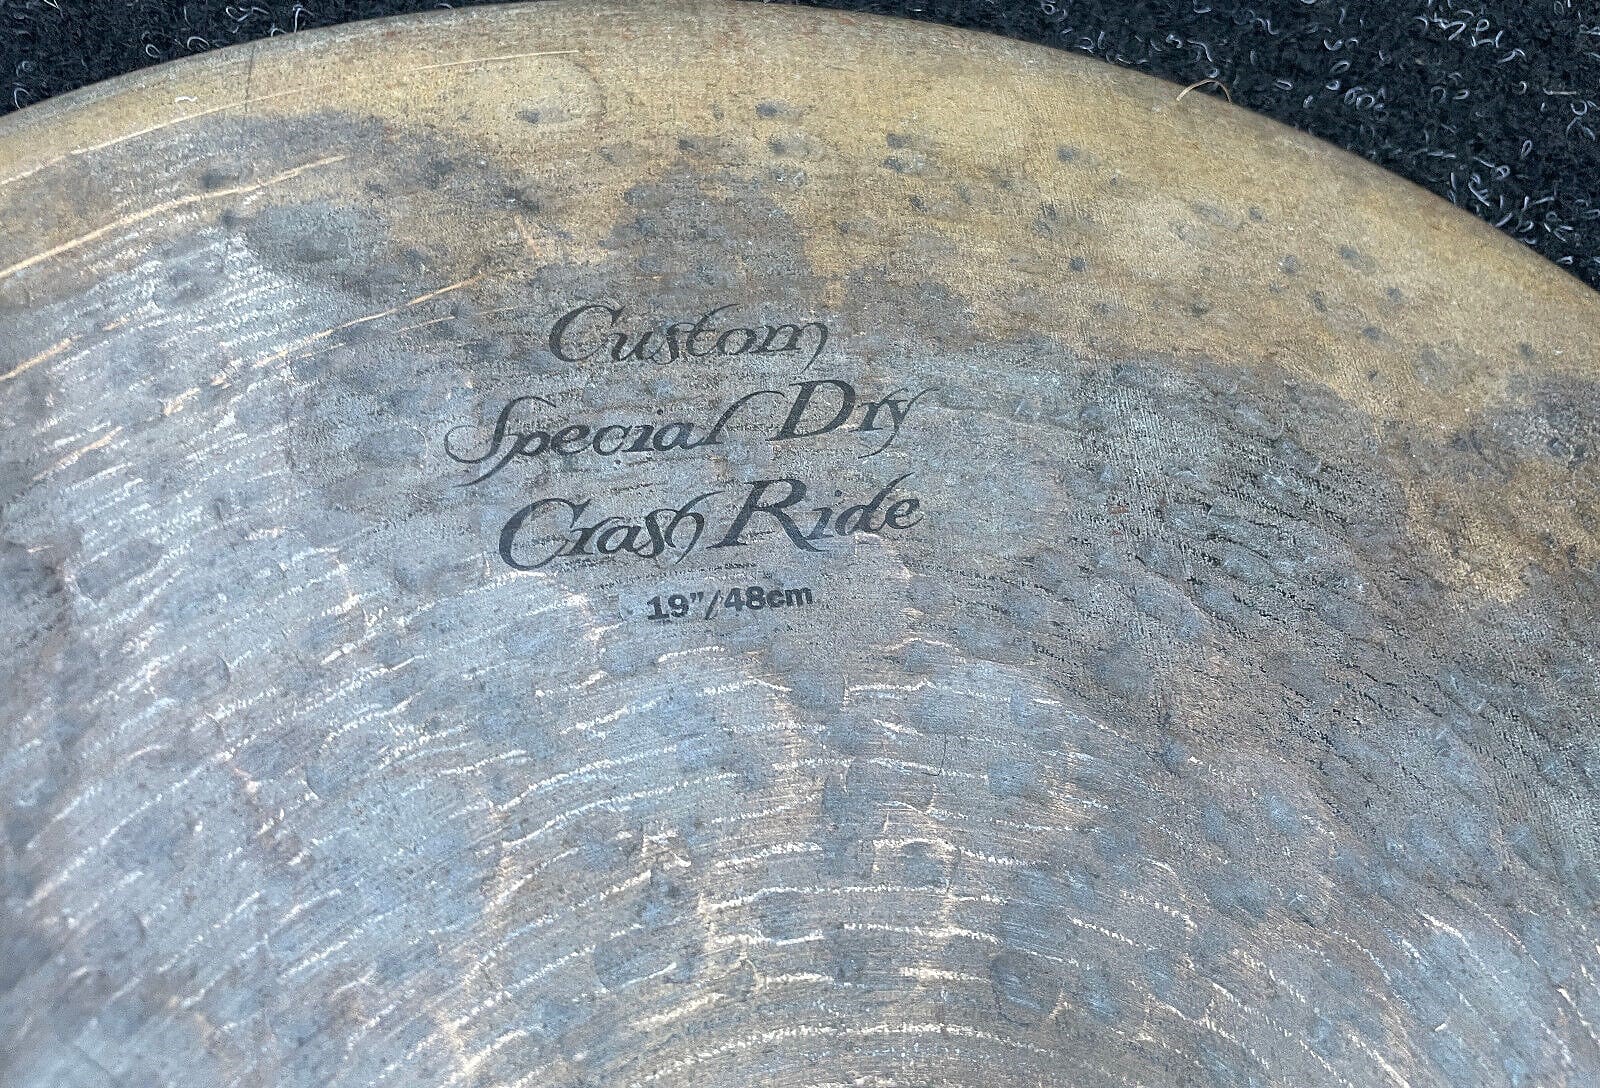 Custom
Special Dry
Crash Ride
19”/48cm